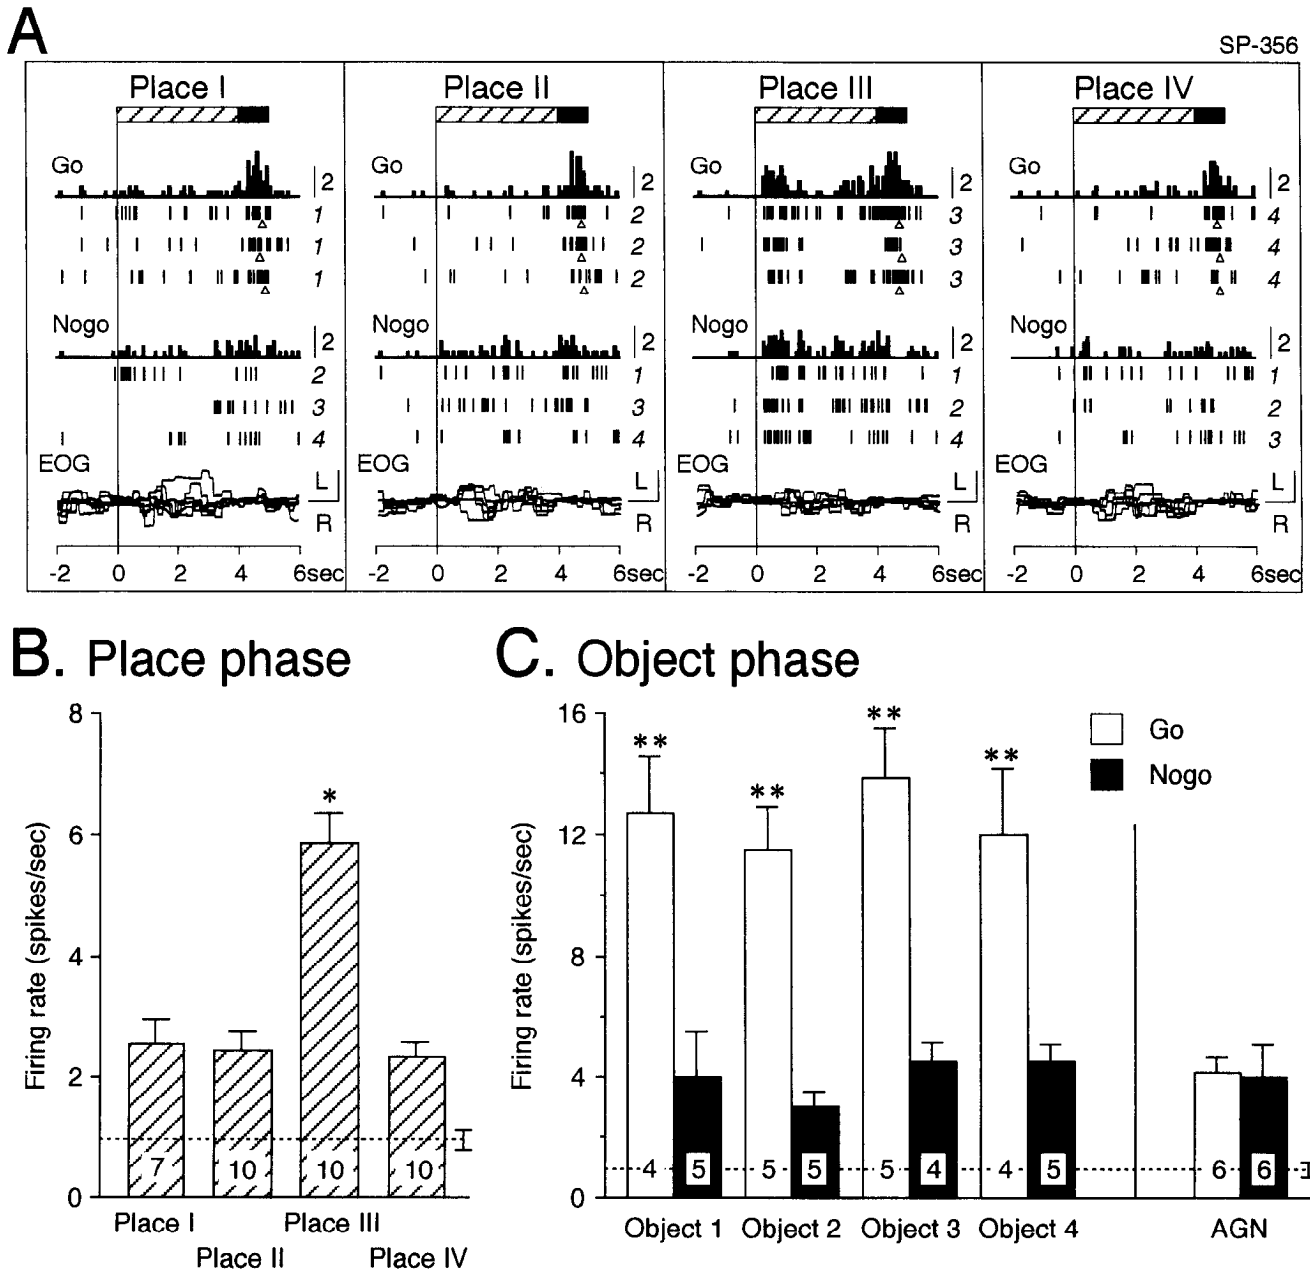 A
SP-356
Place I
Place II
Place III
Place IV
Go
2
Go
2
Go
2
Go
2
1
2
3
4
1
2
3
4
1
2
3
4
Nogo
2
Nogo
2
Nogo
2
Nogo
2
2
1
1
1
3
3
2
2
4
4
4
3
EOG
L
R
EOG
L
R
EOG
L
R
EOG
L
R
-2 0 2 4 6sec
-2 0 2 4 6sec
-2 0 2 4 6sec
-2 0 2 4 6sec
B. Place phase
8
6
4
2
0
Firing rate (spikes/sec)
*
7
10
10
10
Place I
Place II
Place III
Place IV
C. Object phase
16
12
8
4
0
Firing rate (spikes/sec)
**
**
**
**
Go
Nogo
4
5
5
5
5
4
4
5
6
6
Object 1
Object 2
Object 3
Object 4
AGN